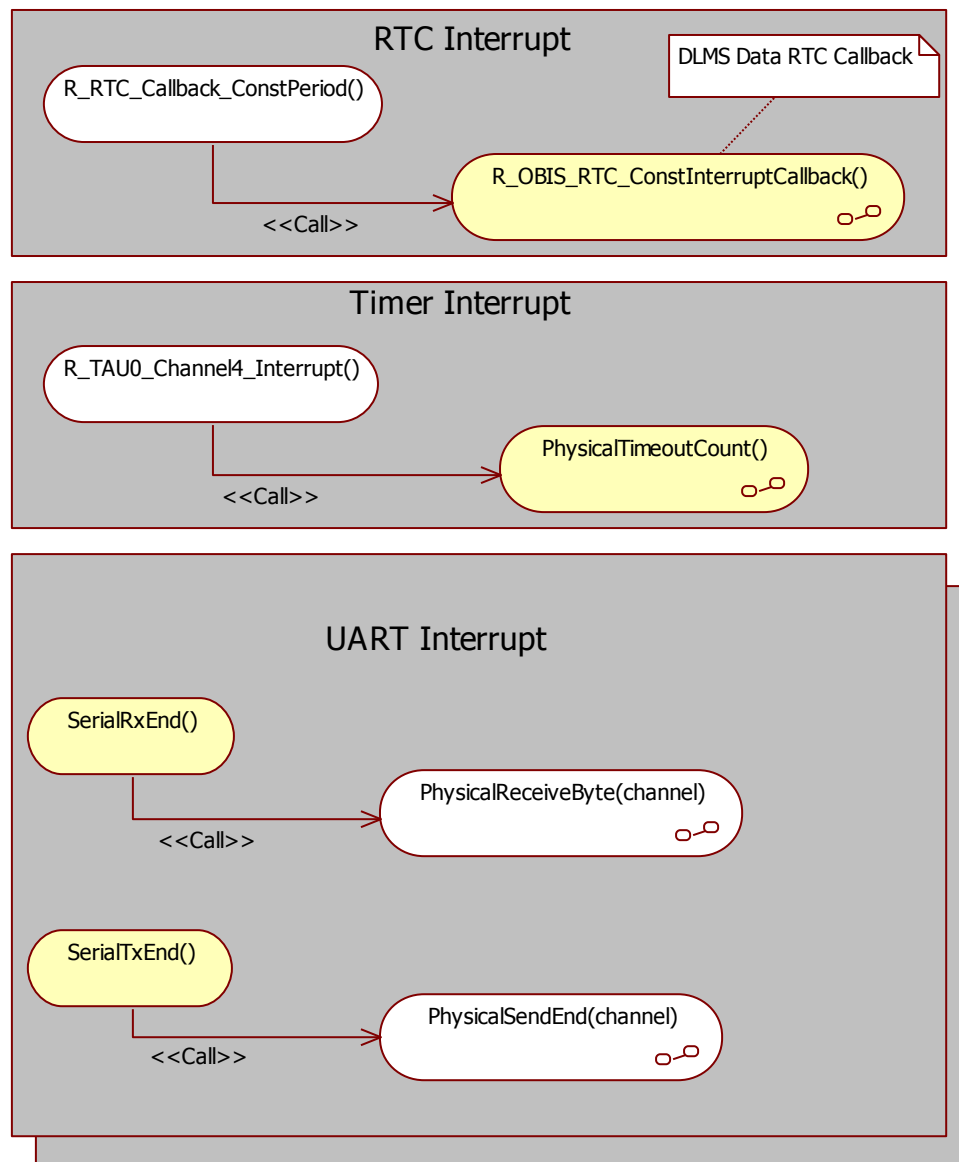 RTC Interrupt
DLMS Data RTC Callback
R_RTC_Callback_ConstPeriod()
R_OBIS_RTC_ConstInterruptCallback()
<<Call>>
Timer Interrupt
R_TAU0_Channel4_Interrupt()
PhysicalTimeoutCount()
<<Call>>
UART Interrupt
SerialRxEnd()
PhysicalReceiveByte(channel)
<<Call>>
SerialTxEnd()
PhysicalSendEnd(channel)
<<Call>>